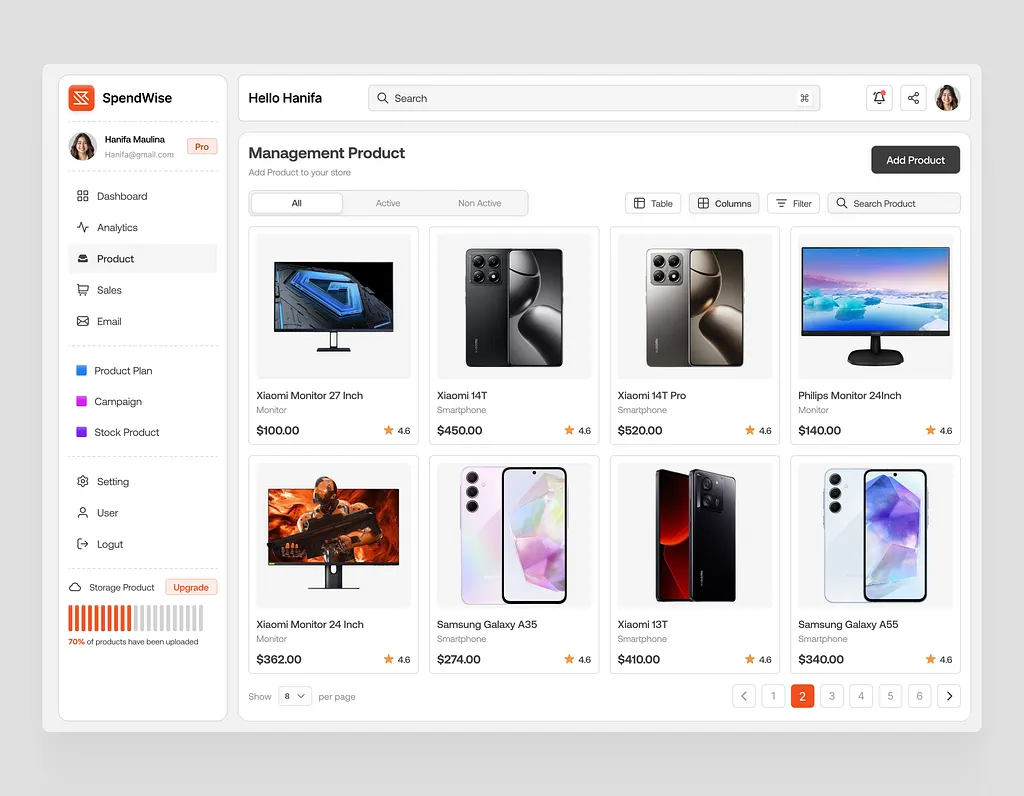 SpendWise
Hanifa Maulina
Hanifa@gmail.com
Pro
Dashboard
Analytics
Product
Sales
Email
Product Plan
Campaign
Stock Product
Setting
User
Logut
Storage Product
Upgrade
70% of products have been uploaded
Hello Hanifa
Search
⌘
Management Product
Add Product to your store
Add Product
All
Active
Non Active
Table
Columns
Filter
Search Product
Xiaomi Monitor 27 Inch
Monitor
$100.00
4.6
Xiaomi 14T
Smartphone
$450.00
4.6
Xiaomi 14T Pro
Smartphone
$520.00
4.6
Philips Monitor 24Inch
Monitor
$140.00
4.6
Xiaomi Monitor 24 Inch
Monitor
$362.00
4.6
Samsung Galaxy A35
Smartphone
$274.00
4.6
Xiaomi 13T
Smartphone
$410.00
4.6
Samsung Galaxy A55
Smartphone
$340.00
4.6
Show
8
per page
1
2
3
4
5
6